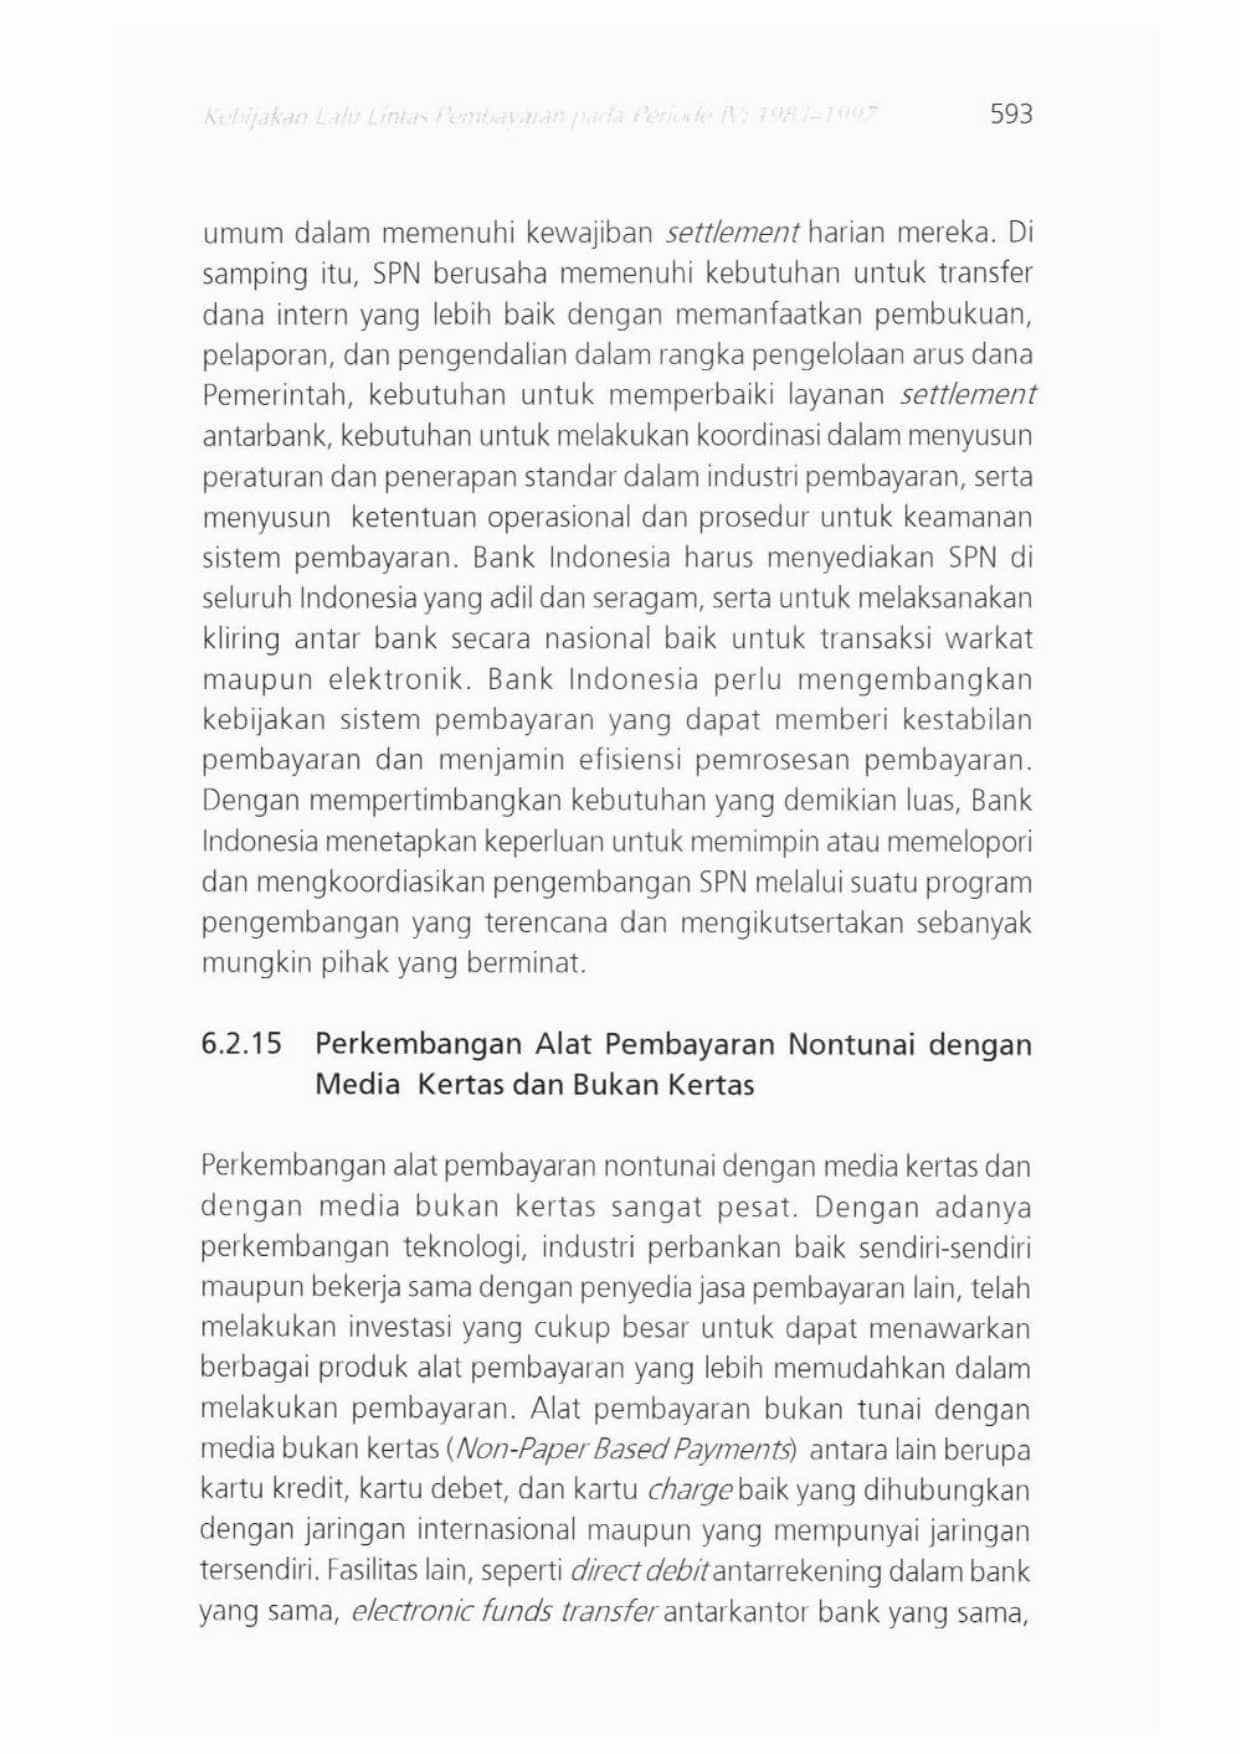 Kebijakan Lalu Lintas Pembayaran pada Periode IV: 593
umum dalam memenuhi kewajiban settlement harian mereka. Di
samping itu, SPN berusaha memenuhi kebutuhan untuk transfer
dana intern yang lebih baik dengan memanfaatkan pembukuan,
pelaporan, dan pengendalian dalam rangka pengelolaan arus dana
Pemerintah, kebutuhan untuk memperbaiki layanan settlement
antarbank, kebutuhan untuk melakukan koordinasi dalam menyusun
peraturan dan penerapan standar dalam industri pembayaran, serta
menyusun ketentuan operasional dan prosedur untuk keamanan
sistem pembayaran. Bank Indonesia harus menyediakan SPN di
seluruh Indonesia yang adil dan seragam, serta untuk melaksanakan
kliring antar bank secara nasional baik untuk transaksi warkat
maupun elektronik. Bank Indonesia perlu mengembangkan
kebijakan sistem pembayaran yang dapat memberi kestabilan
pembayaran dan menjamin efisiensi pemrosesan pembayaran.
Dengan mempertimbangkan kebutuhan yang demikian luas, Bank
Indonesia menetapkan keperluan untuk memimpin atau memelopori
dan mengkoordiasikan pengembangan SPN melalui suatu program
pengembangan yang terencana dan mengikutsertakan sebanyak
mungkin pihak yang berminat.
6.2.15 Perkembangan Alat Pembayaran Nontunai dengan
Media Kertas dan Bukan Kertas
Perkembangan alat pembayaran nontunai dengan media kertas dan
dengan media bukan kertas sangat pesat. Dengan adanya
perkembangan teknologi, industri perbankan baik sendiri-sendiri
maupun bekerja sama dengan penyedia jasa pembayaran lain, telah
melakukan investasi yang cukup besar untuk dapat menawarkan
berbagai produk alat pembayaran yang lebih memudahkan dalam
melakukan pembayaran. Alat pembayaran bukan tunai dengan
media bukan kertas (Non-Paper Based Payments) antara lain berupa
kartu kredit, kartu debet, dan kartu charge baik yang dihubungkan
dengan jaringan internasional maupun yang mempunyai jaringan
tersendiri. Fasilitas lain, seperti direct debit antarrekening dalam bank
yang sama, electronic funds transfer antarkantor bank yang sama,